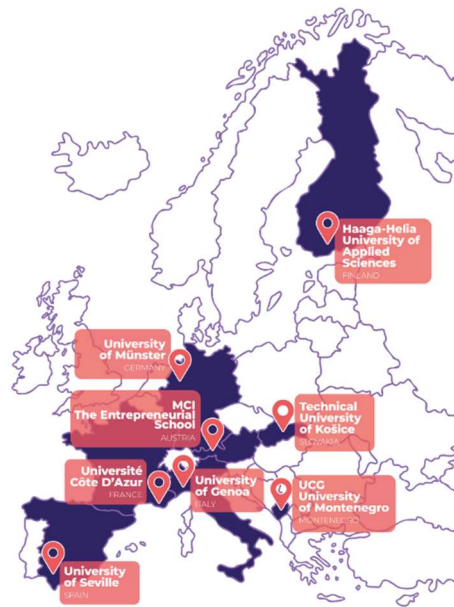 Haaga-Helia
University of
Applied
Sciences
FINLAND
University
of Münster
GERMANY
MCI
The Entrepreneurial
School
AUSTRIA
Technical
University
of Košice
SLOVAKIA
Université
Côte D'Azur
FRANCE
University
of Genoa
ITALY
UCG
University
of Montenegro
MONTENEGRO
University
of Seville
SPAIN